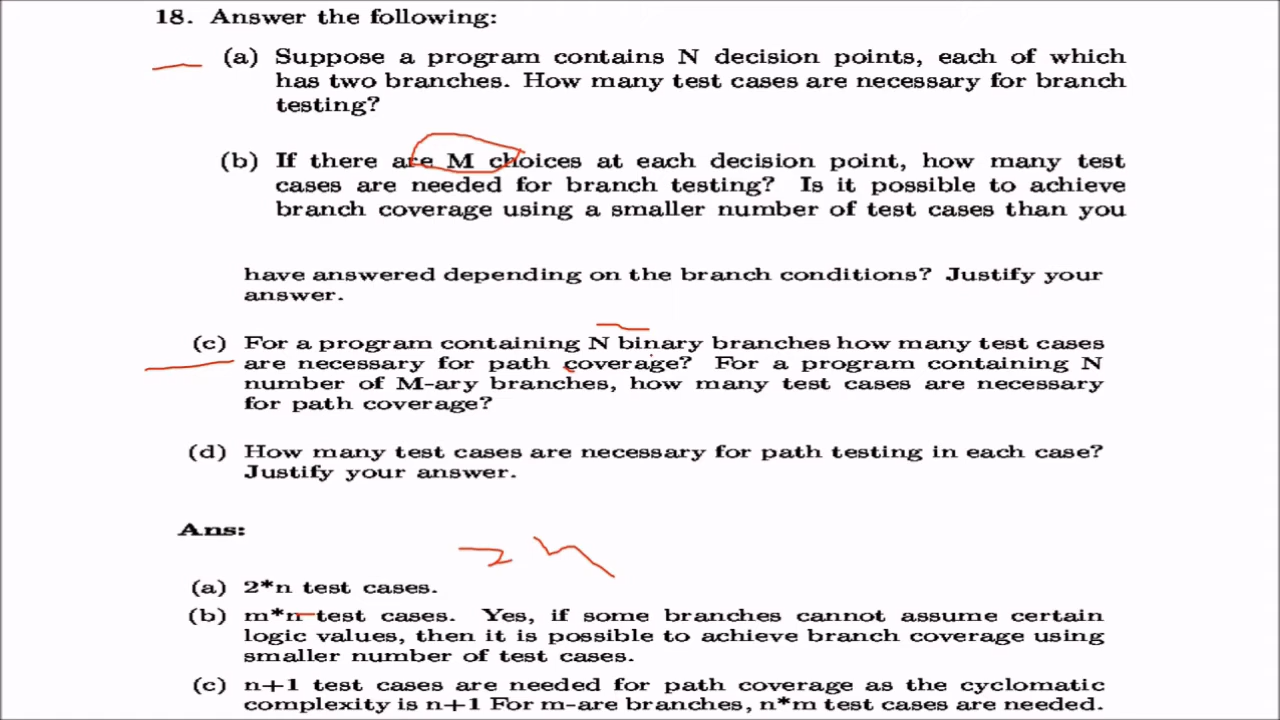 18. Answer the following:
(a) Suppose a program contains N decision points, each of which
has two branches. How many test cases are necessary for branch
testing?
(b) If there are M choices at each decision point, how many test
cases are needed for branch testing? Is it possible to achieve
branch coverage using a smaller number of test cases than you
have answered depending on the branch conditions? Justify your
answer.
(c) For a program containing N binary branches how many test cases
are necessary for path coverage? For a program containing N
number of M-ary branches, how many test cases are necessary
for path coverage?
(d) How many test cases are necessary for path testing in each case?
Justify your answer.
Ans:
(a) 2*n test cases.
(b) m*n test cases. Yes, if some branches cannot assume certain
logic values, then it is possible to achieve branch coverage using
smaller number of test cases.
(c) n+1 test cases are needed for path coverage as the cyclomatic
complexity is n+1 For m-are branches, n*m test cases are needed.